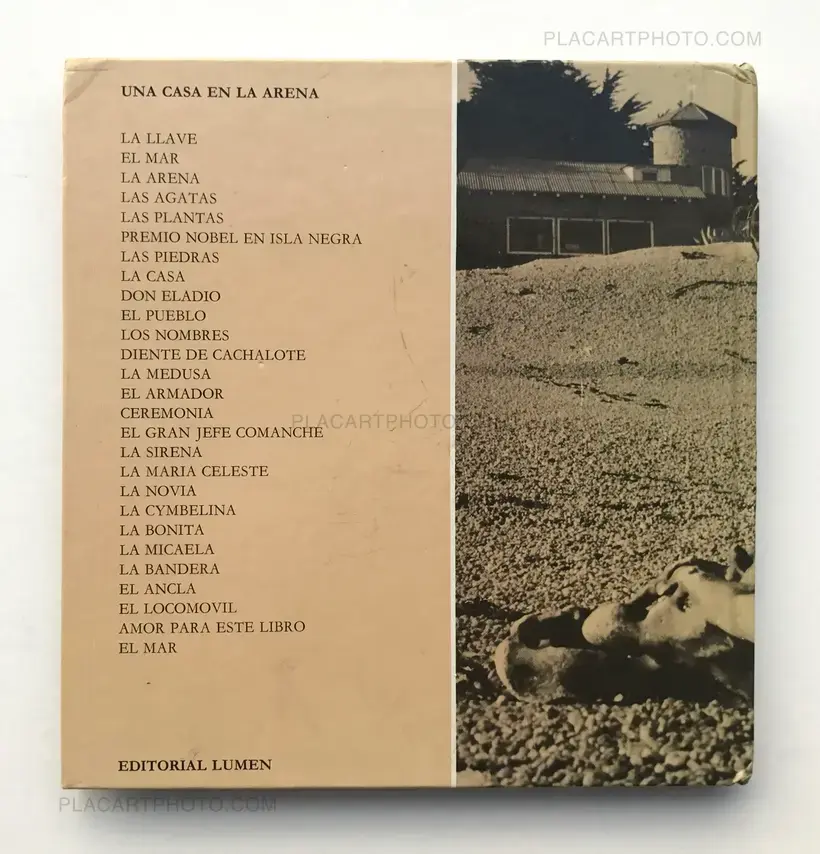 PLACARTPHOTO.COM
UNA CASA EN LA ARENA
LA LLAVE
EL MAR
LA ARENA
LAS AGATAS
LAS PLANTAS
PREMIO NOBEL EN ISLA NEGRA
LAS PIEDRAS
LA CASA
DON ELADIO
EL PUEBLO
LOS NOMBRES
DIENTE DE CACHALOTE
LA MEDUSA
EL ARMADOR
CEREMONIA
PLACARTPHOTO.COM
EL GRAN JEFE COMANCHE
LA SIRENA
LA MARIA CELESTE
LA NOVIA
LA CYMBELINA
LA BONITA
LA MICAELA
LA BANDERA
EL ANCLA
EL LOCOMOVIL
AMOR PARA ESTE LIBRO
EL MAR
EDITORIAL LUMEN
PLACARTPHOTO.COM